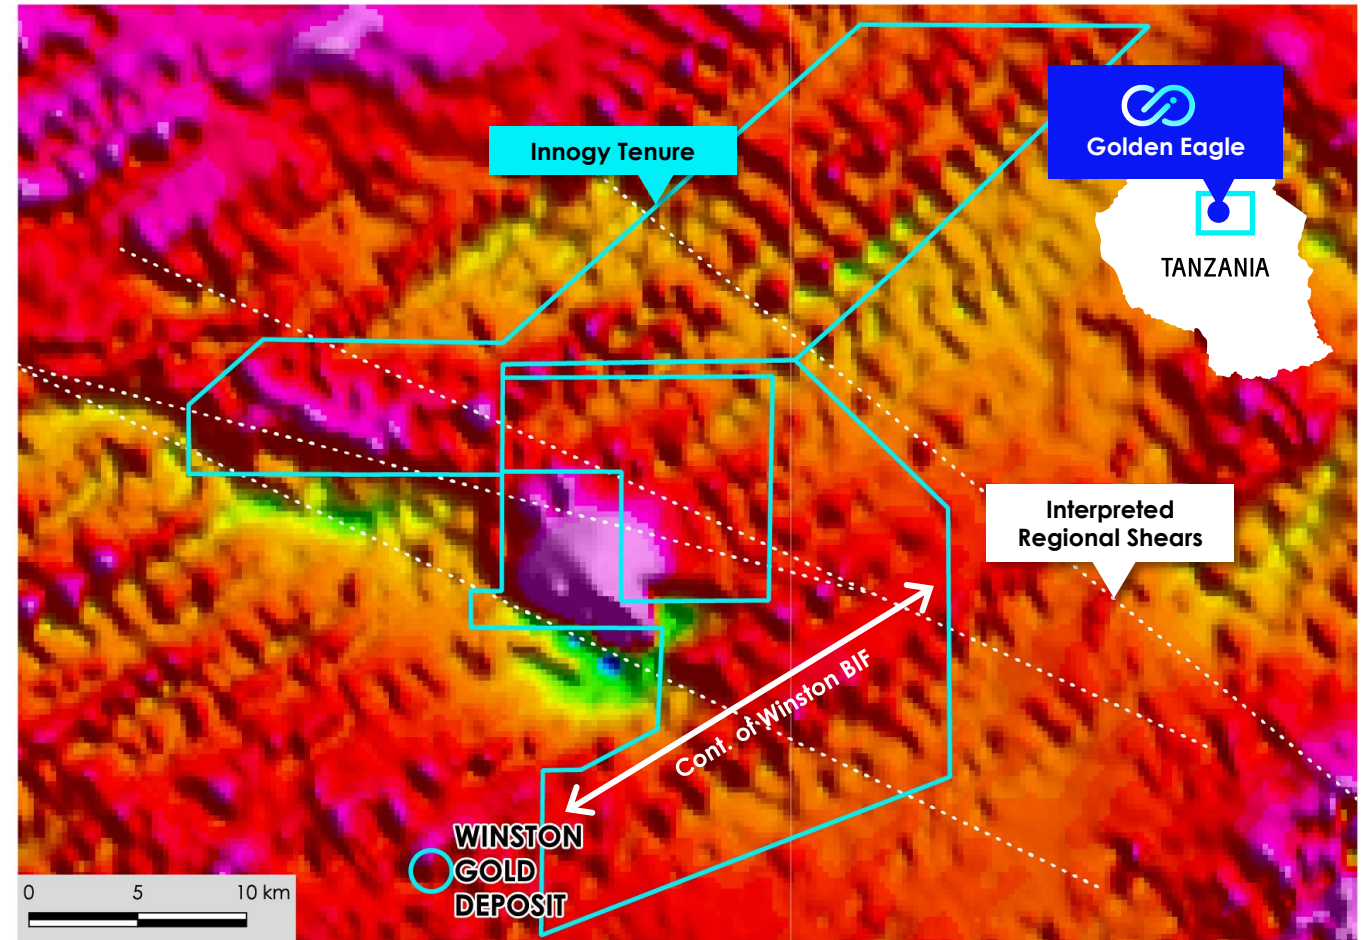 Innogy Tenure
Golden Eagle
TANZANIA
Interpreted
Regional Shears
Cont. of Winston BIF
WINSTON
GOLD
DEPOSIT
0 5 10 km